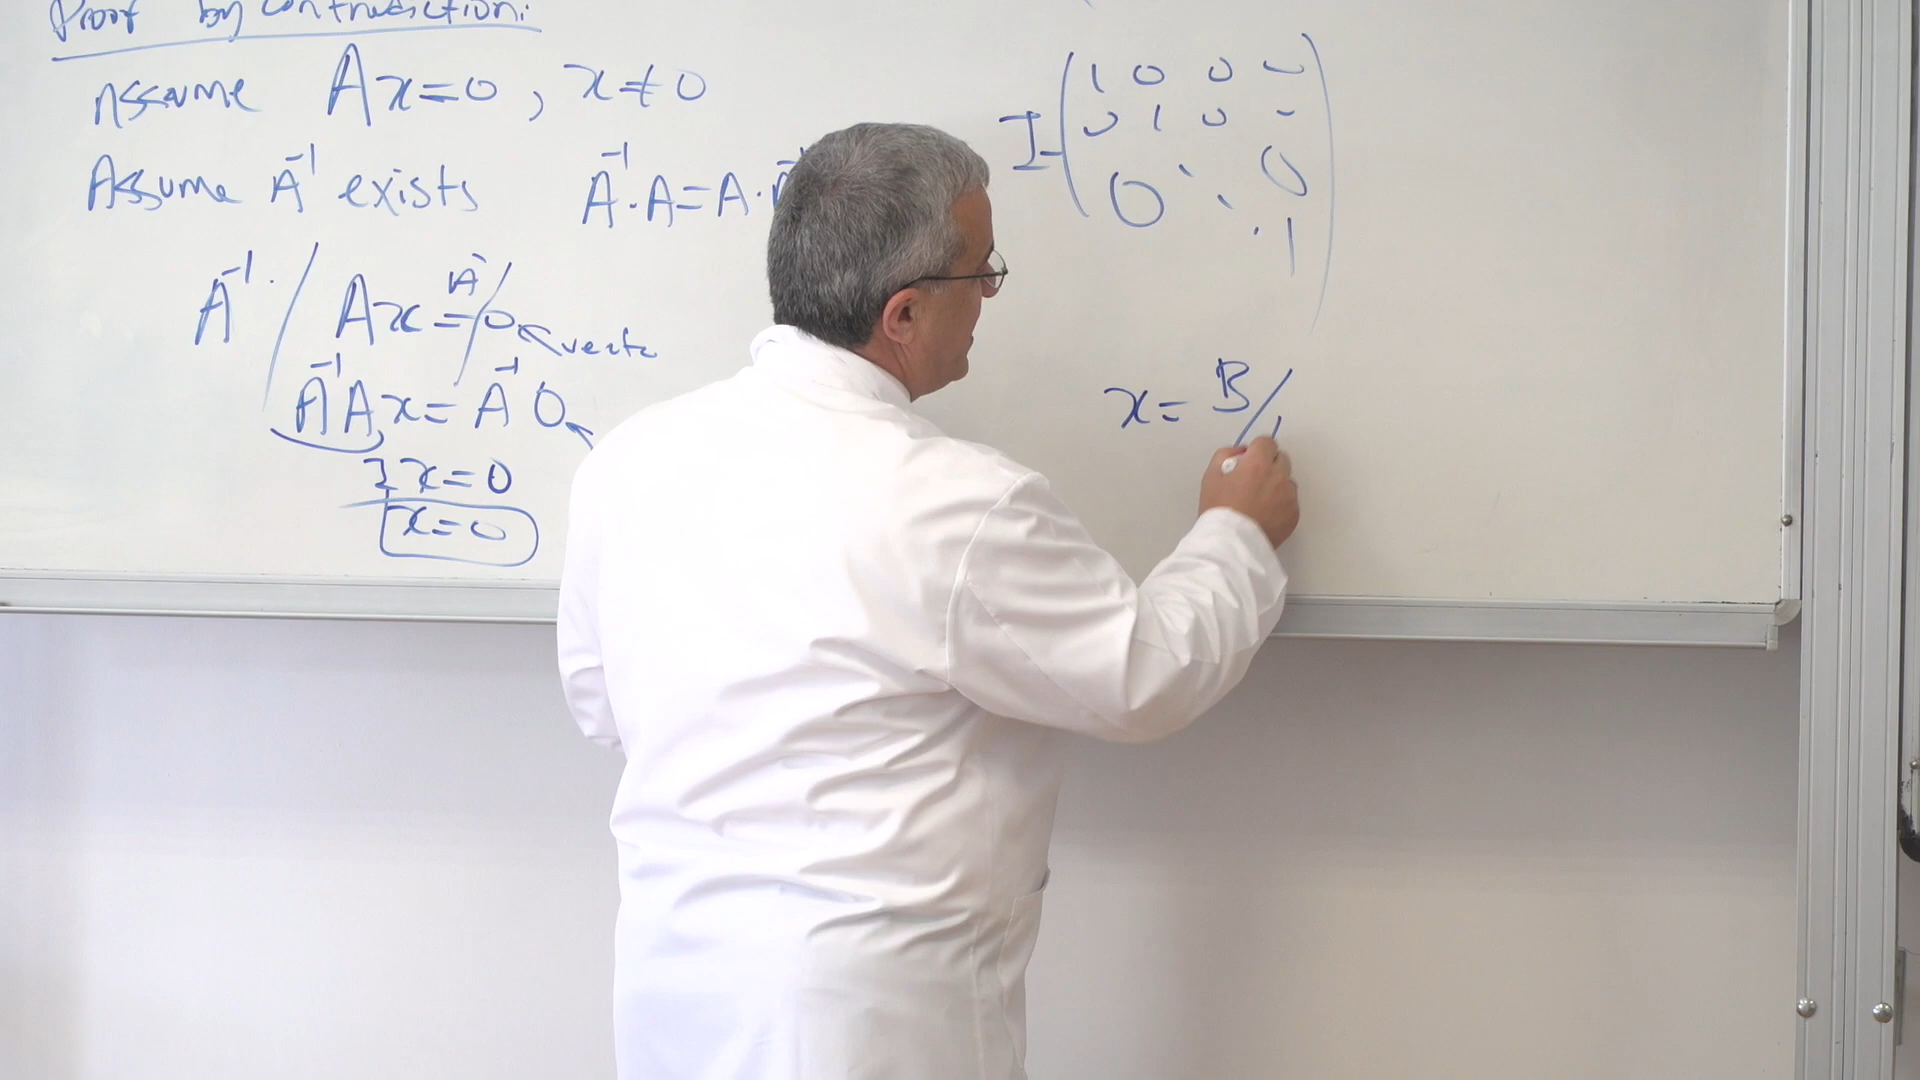 Proof by contradiction:
Assume Ax=0, x≠0
Assume A⁻¹ exists A⁻¹·A=A·
A⁻¹· / Ax = A⁻ / 0
A⁻¹Ax = A⁻¹0
Ix=0
x=0
I=(1 0 0
0 1 0 -
0 ⋱ 0
1)
x= B/